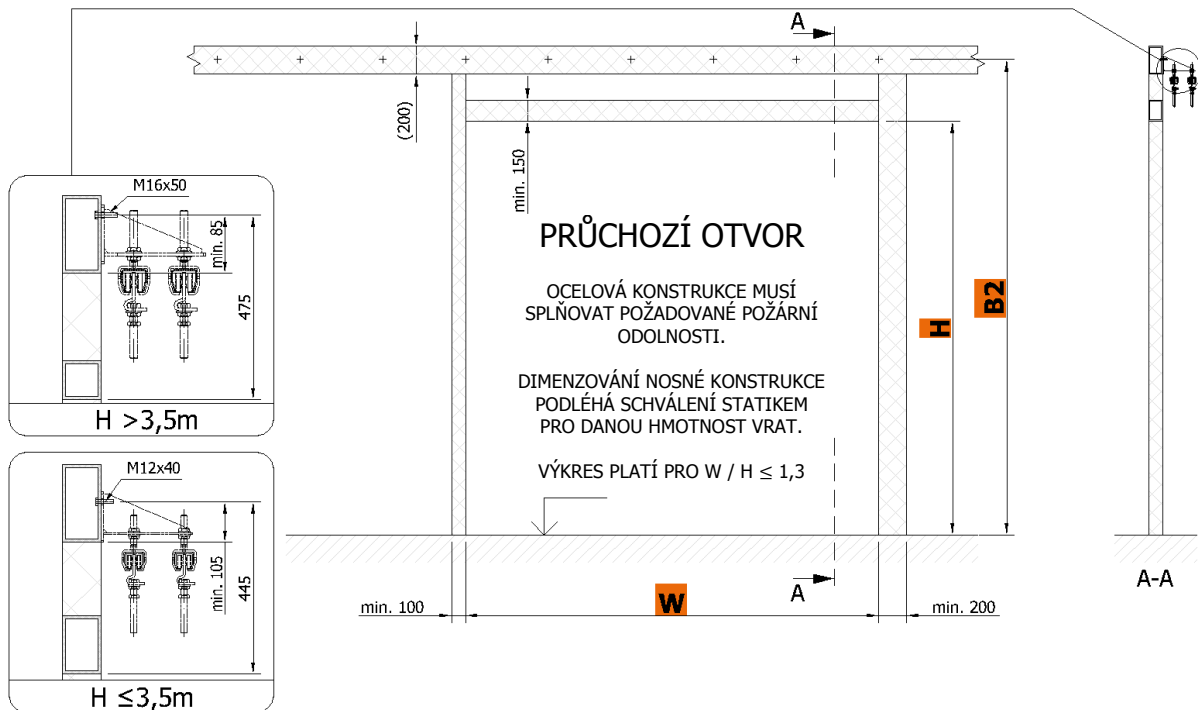 A
(200)
min. 150
M16x50
min. 85
475
H >3,5m
PRŮCHOZÍ OTVOR
OCELOVÁ KONSTRUKCE MUSÍ
SPLŇOVAT POŽADOVANÉ POŽÁRNÍ
ODOLNOSTI.
DIMENZOVÁNÍ NOSNÉ KONSTRUKCE
PODLÉHÁ SCHVÁLENÍ STATIKEM
PRO DANOU HMOTNOST VRAT.
VÝKRES PLATÍ PRO W / H ≤ 1,3
B2
H
M12x40
min. 105
445
H ≤3,5m
min. 100
W
A
min. 200
A-A